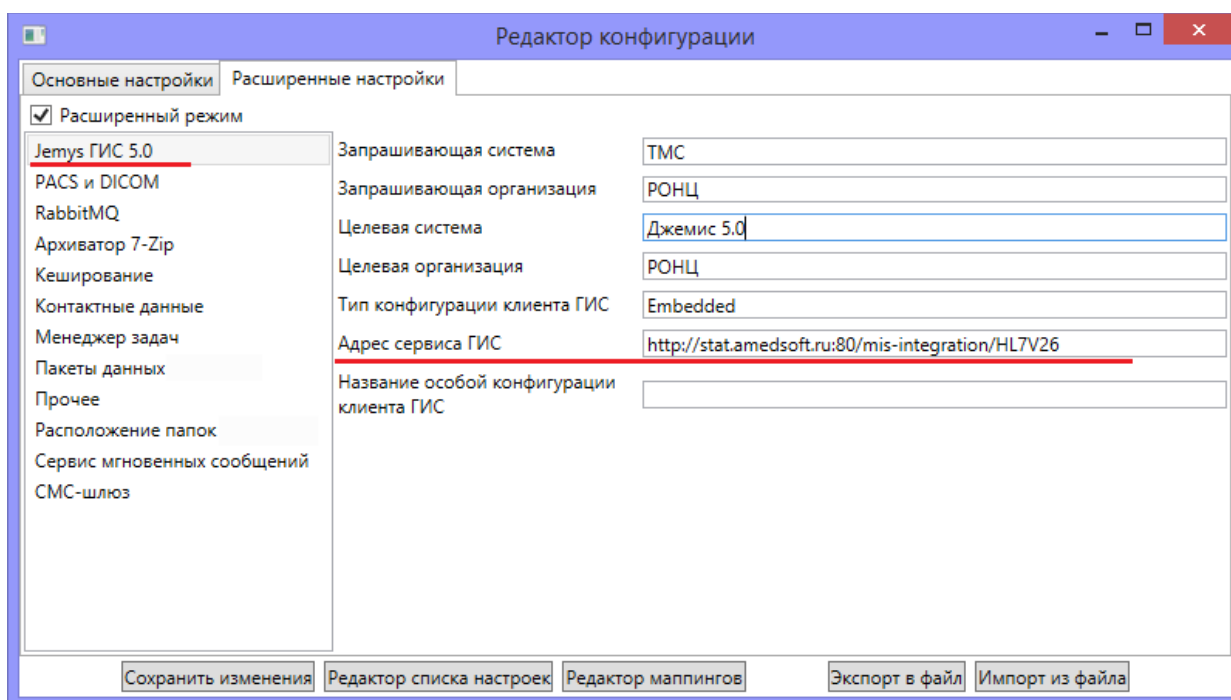 Редактор конфигурации
Основные настройки
Расширенные настройки
Расширенный режим
Jemys ГИС 5.0
PACS и DICOM
RabbitMQ
Архиватор 7-Zip
Кеширование
Контактные данные
Менеджер задач
Пакеты данных
Прочее
Расположение папок
Сервис мгновенных сообщений
СМС-шлюз
Запрашивающая система
ТМС
Запрашивающая организация
РОНЦ
Целевая система
Джемис 5.0
Целевая организация
РОНЦ
Тип конфигурации клиента ГИС
Embedded
Адрес сервиса ГИС
http://stat.amedsoft.ru:80/mis-integration/HL7V26
Название особой конфигурации
клиента ГИС
Сохранить изменения
Редактор списка настроек
Редактор маппингов
Экспорт в файл
Импорт из файла